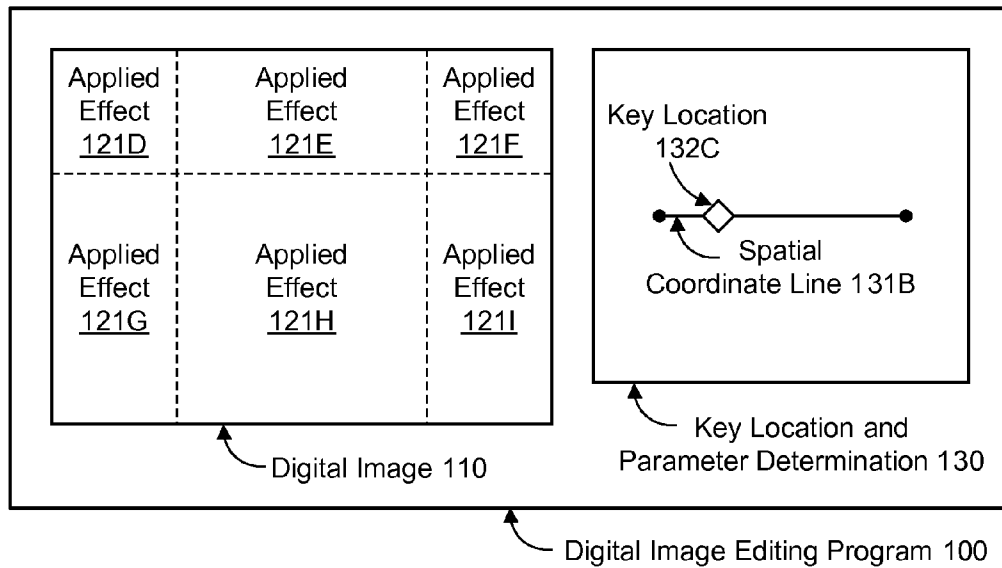 Applied
Effect
121D
Applied
Effect
121E
Applied
Effect
121F
Applied
Effect
121G
Applied
Effect
121H
Applied
Effect
121I
Key Location
132C
Spatial
Coordinate Line 131B
Digital Image 110
Key Location and
Parameter Determination 130
Digital Image Editing Program 100